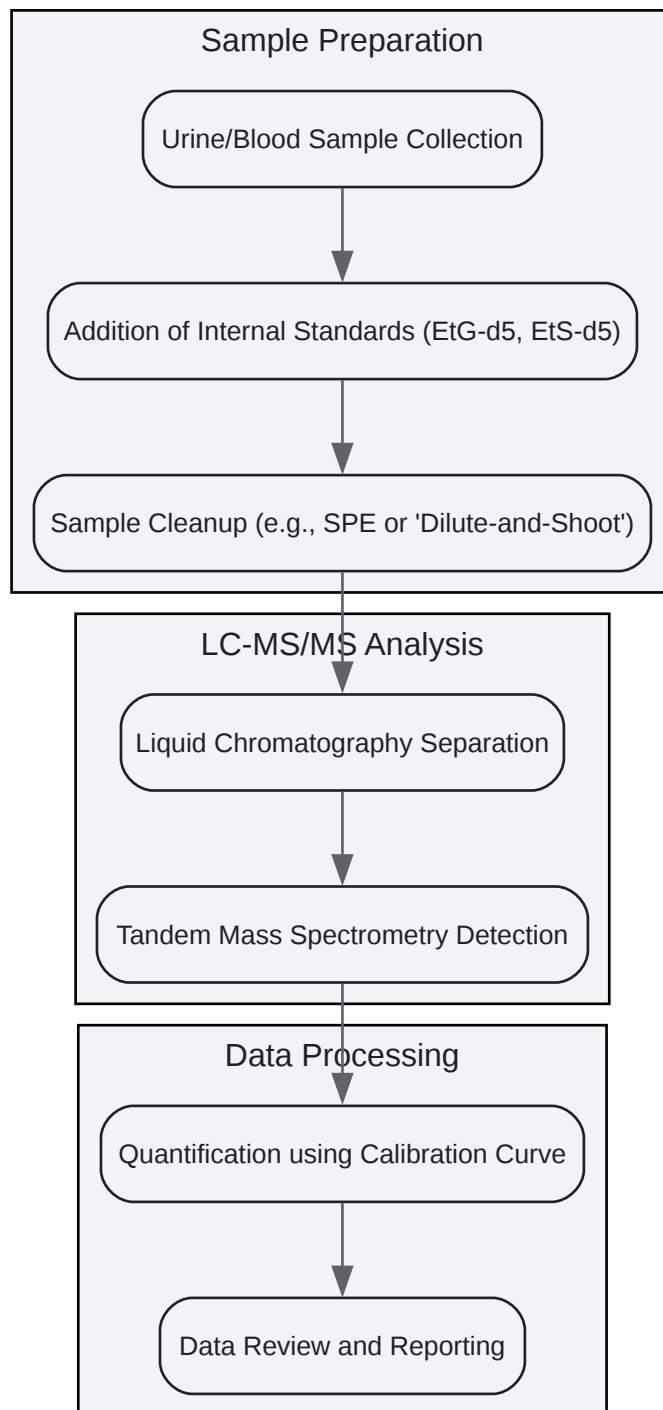 Sample Preparation
Urine/Blood Sample Collection
Addition of Internal Standards (EtG-d5, EtS-d5)
Sample Cleanup (e.g., SPE or 'Dilute-and-Shoot')
LC-MS/MS Analysis
Liquid Chromatography Separation
Tandem Mass Spectrometry Detection
Data Processing
Quantification using Calibration Curve
Data Review and Reporting